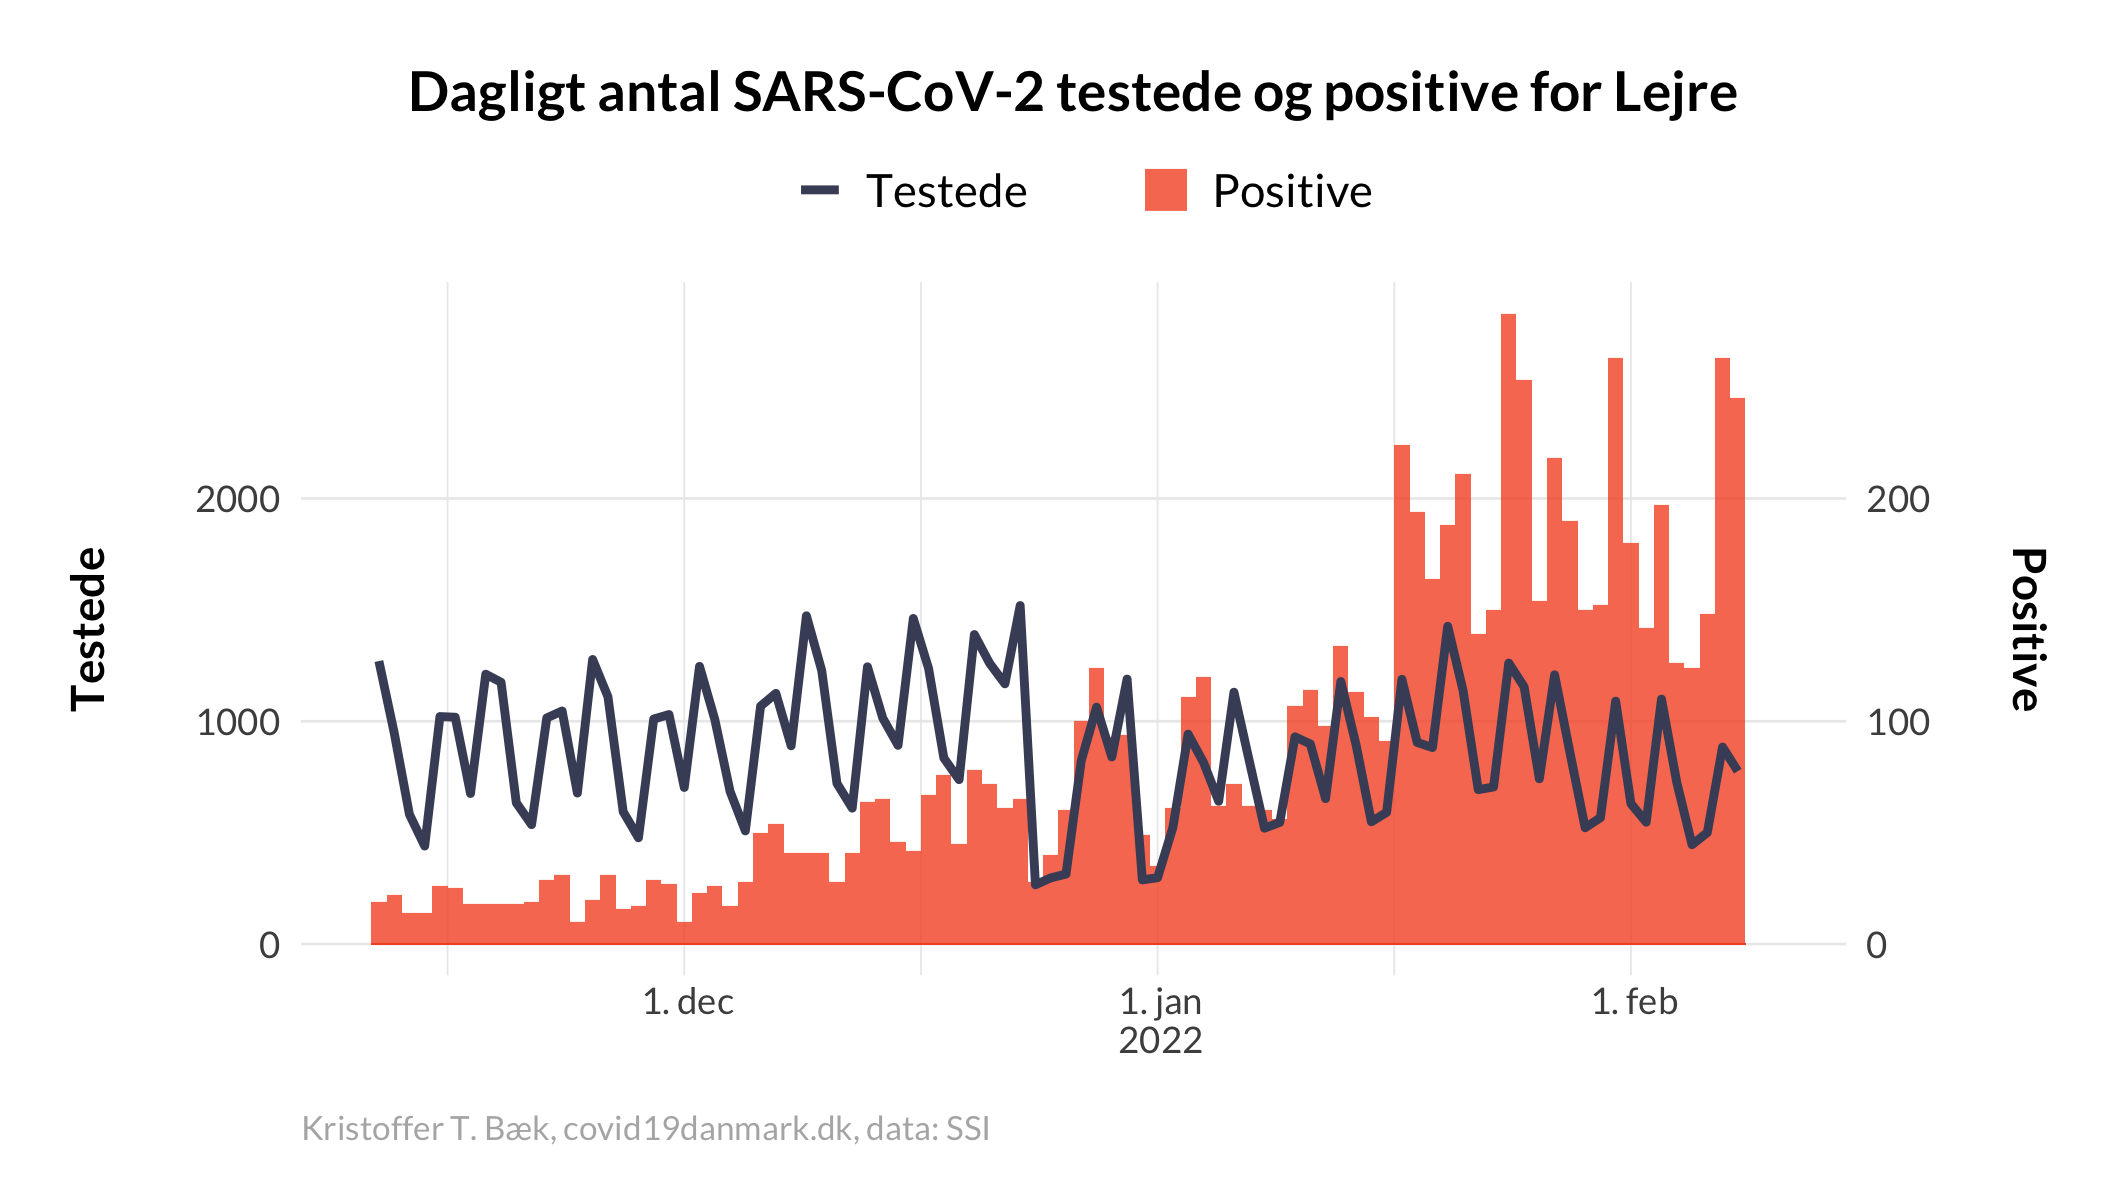 Dagligt antal SARS-CoV-2 testede og positive for Lejre
Testede
Positive
2000
1000
0
Testede
200
100
0
Positive
1. dec
1. jan
2022
1. feb
Kristoffer T. Bæk, covid19danmark.dk, data: SSI